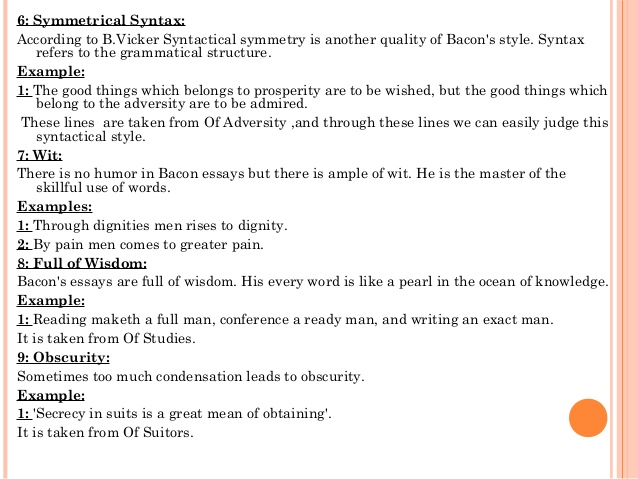 6: Symmetrical Syntax:
According to B.Vicker Syntactical symmetry is another quality of Bacon's style. Syntax
refers to the grammatical structure.
Example:
1: The good things which belongs to prosperity are to be wished, but the good things which
belong to the adversity are to be admired.
These lines are taken from Of Adversity ,and through these lines we can easily judge this
syntactical style.
7: Wit:
There is no humor in Bacon essays but there is ample of wit. He is the master of the
skillful use of words.
Examples:
1: Through dignities men rises to dignity.
2: By pain men comes to greater pain.
8: Full of Wisdom:
Bacon's essays are full of wisdom. His every word is like a pearl in the ocean of knowledge.
Example:
1: Reading maketh a full man, conference a ready man, and writing an exact man.
It is taken from Of Studies.
9: Obscurity:
Sometimes too much condensation leads to obscurity.
Example:
1: 'Secrecy in suits is a great mean of obtaining'.
It is taken from Of Suitors.